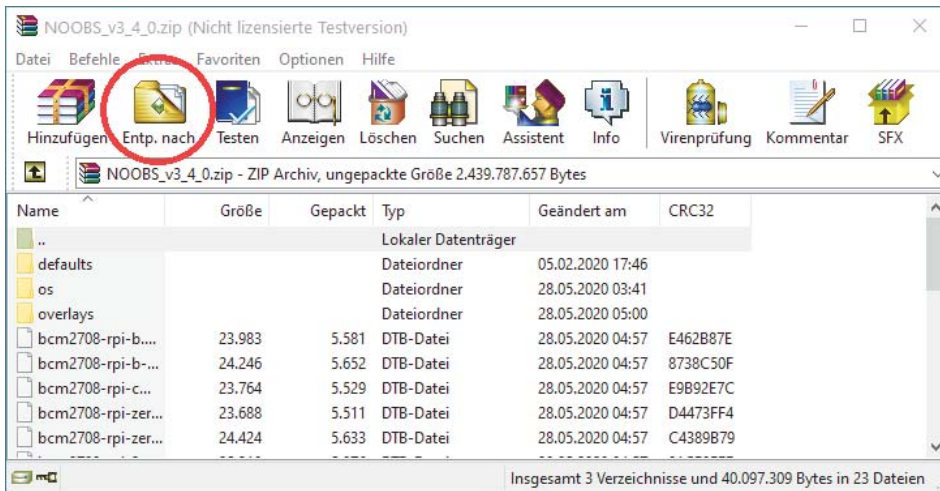 NOOBS_v3_4_0.zip (Nicht lizensierte Testversion)
Datei Befehle Extras Favoriten Optionen Hilfe
Hinzufügen Entp. nach Testen Anzeigen Löschen Suchen Assistent Info Virenprüfung Kommentar SFX
NOOBS_v3_4_0.zip - ZIP Archiv, ungepackte Größe 2.439.787.657 Bytes
Name Größe Gepackt Typ Geändert am CRC32
.. Lokaler Datenträger
defaults Dateiordner 05.02.2020 17:46
os Dateiordner 28.05.2020 03:41
overlays Dateiordner 28.05.2020 05:00
bcm2708-rpi-b.... 23.983 5.581 DTB-Datei 28.05.2020 04:57 E462B87E
bcm2708-rpi-b-... 24.246 5.652 DTB-Datei 28.05.2020 04:57 8738C50F
bcm2708-rpi-c... 23.764 5.529 DTB-Datei 28.05.2020 04:57 E9B92E7C
bcm2708-rpi-zer... 23.688 5.511 DTB-Datei 28.05.2020 04:57 D4473FF4
bcm2708-rpi-zer... 24.424 5.633 DTB-Datei 28.05.2020 04:57 C4389B79
Insgesamt 3 Verzeichnisse und 40.097.309 Bytes in 23 Dateien